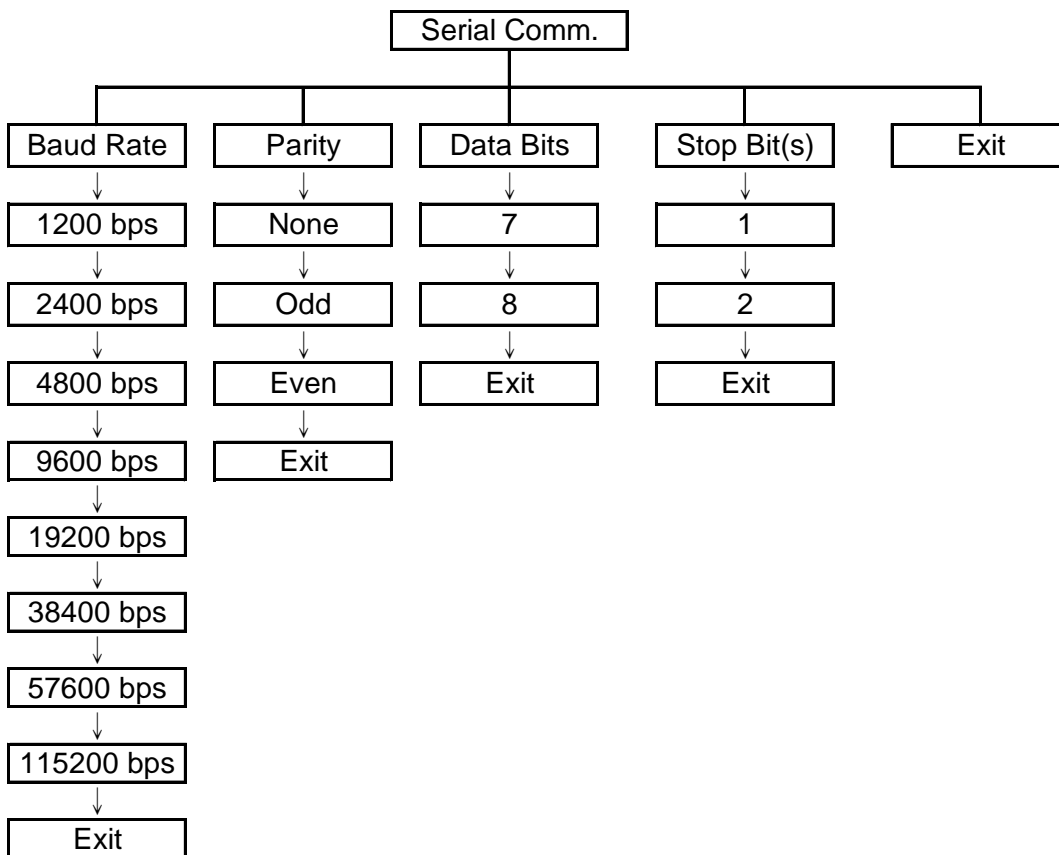 Serial Comm.
Baud Rate
Parity
Data Bits
Stop Bit(s)
Exit
1200 bps
None
7
1
2400 bps
Odd
8
2
4800 bps
Even
Exit
Exit
9600 bps
Exit
19200 bps
38400 bps
57600 bps
115200 bps
Exit